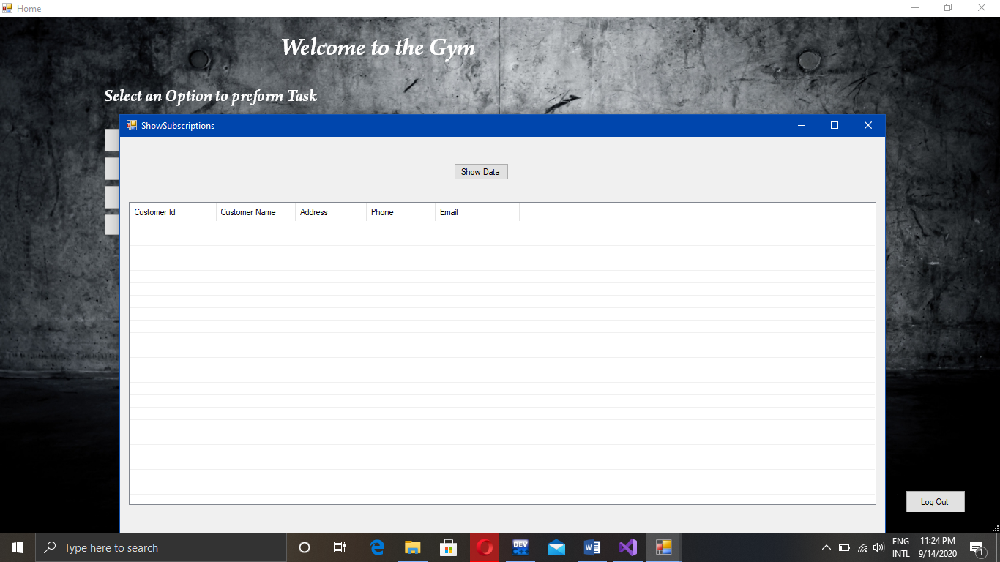 Home
Welcome to the Gym
Select an Option to preform Task
ShowSubscriptions
Show Data
Customer Id Customer Name Address Phone Email
Log Out
Type here to search
DEV
ENG 11:24 PM
INTL 9/14/2020
1